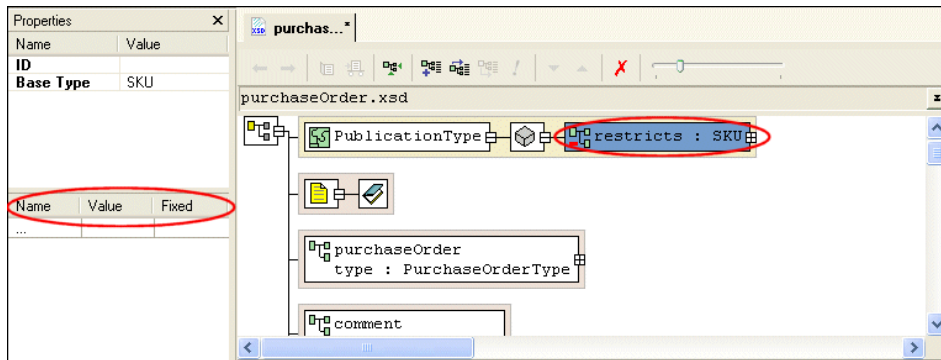 Properties
Name Value
ID
Base Type SKU
Name Value Fixed
...
XSD purchas...*
purchaseOrder.xsd
PublicationType
restricts : SKU
purchaseOrder
type : PurchaseOrderType
comment